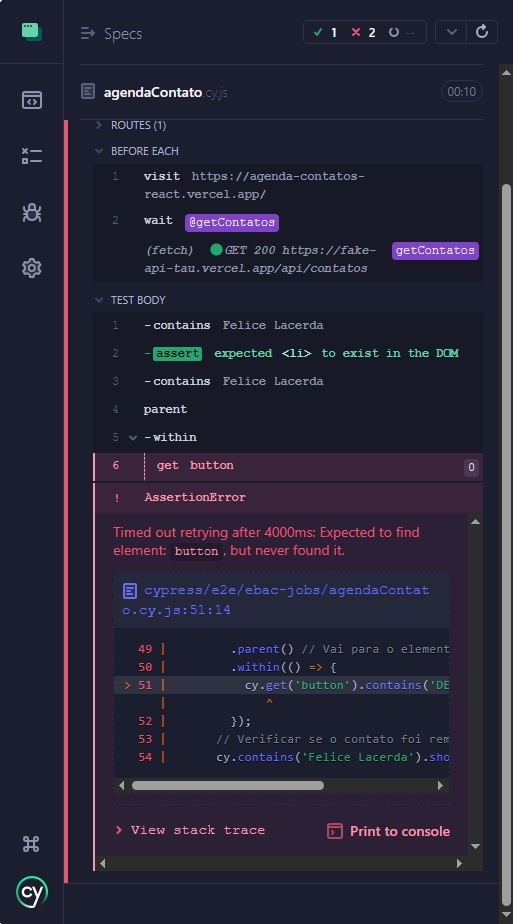 Specs
1 2 --
agendaContato.cy.js 00:10
ROUTES (1)
BEFORE EACH
1 visit https://agenda-contatos-
react.vercel.app/
2 wait @getContatos
(fetch) GET 200 https://fake- getContatos
api-tau.vercel.app/api/contatos
TEST BODY
1 -contains Felice Lacerda
2 -assert expected <li> to exist in the DOM
3 -contains Felice Lacerda
4 parent
5 -within
6 get button 0
! AssertionError
Timed out retrying after 4000ms: Expected to find
element: button, but never found it.
cypress/e2e/ebac-jobs/agendaContat
o.cy.js:51:14
49 | .parent() // Vai para o element
50 | .within(() => {
> 51 | cy.get('button').contains('DE
| ^
52 | });
53 | // Verificar se o contato foi rem
54 | cy.contains('Felice Lacerda').sho
> View stack trace Print to console
cy